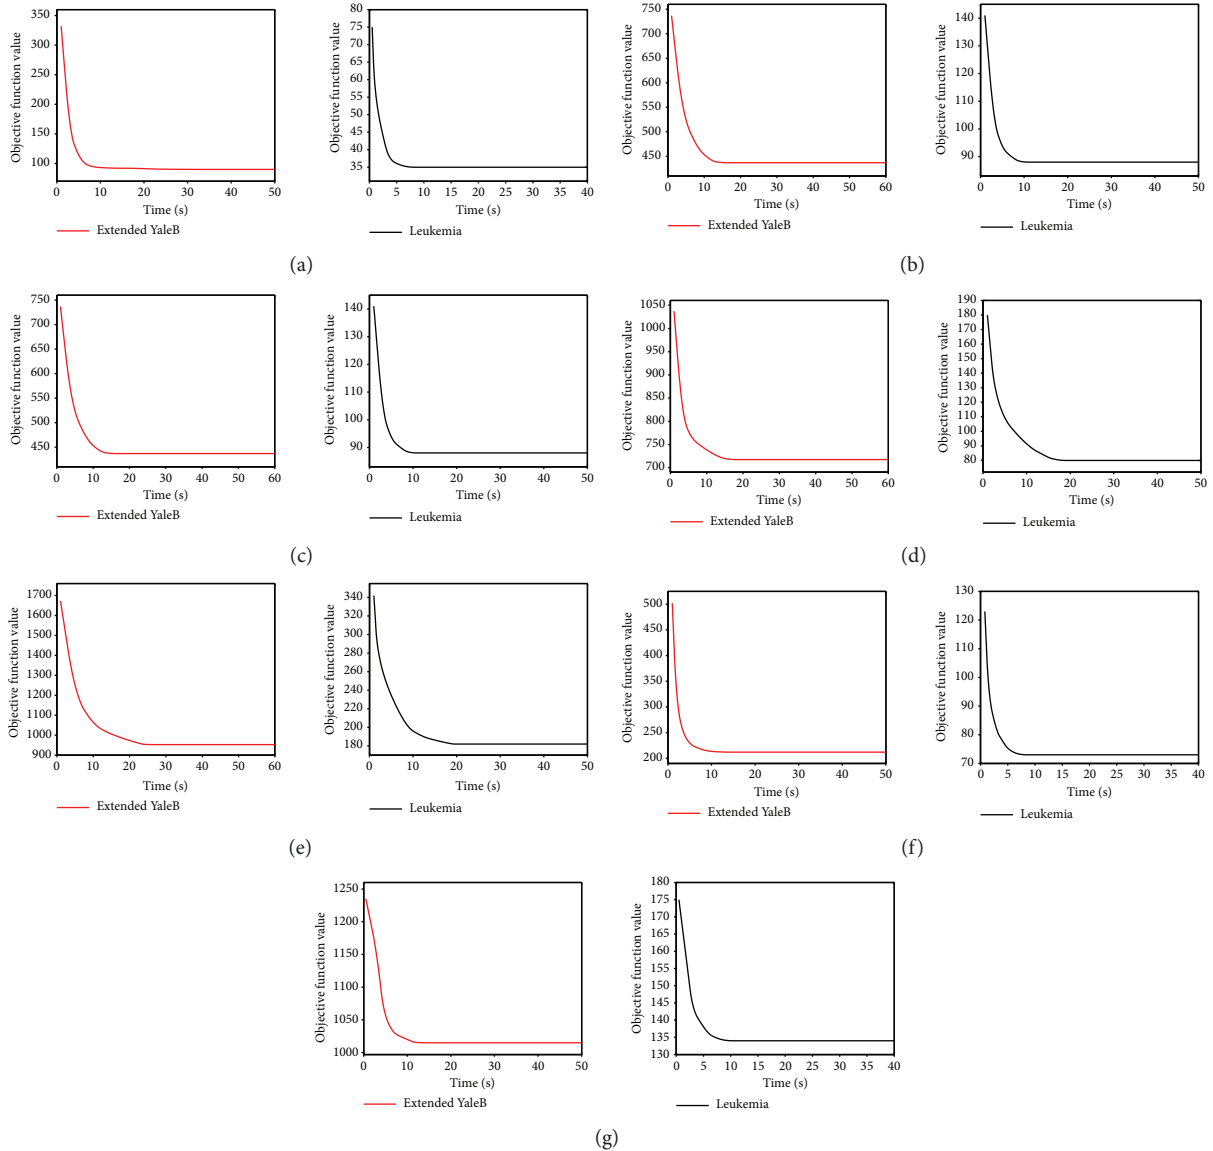 Objective function value
350
300
250
200
150
100
0 10 20 30 40 50
Time (s)
Extended YaleB
Objective function value
80
75
70
65
60
55
50
45
40
35
0 5 10 15 20 25 30 35 40
Time (s)
Leukemia
(a)
Objective function value
750
700
650
600
550
500
450
0 10 20 30 40 50 60
Time (s)
Extended YaleB
Objective function value
140
130
120
110
100
90
0 10 20 30 40 50
Time (s)
Leukemia
(b)
Objective function value
750
700
650
600
550
500
450
0 10 20 30 40 50 60
Time (s)
Extended YaleB
Objective function value
140
130
120
110
100
90
0 10 20 30 40 50
Time (s)
Leukemia
(c)
Objective function value
1050
1000
950
900
850
800
750
700
0 10 20 30 40 50 60
Time (s)
Extended YaleB
Objective function value
190
180
170
160
150
140
130
120
110
100
90
80
0 10 20 30 40 50
Time (s)
Leukemia
(d)
Objective function value
1700
1600
1500
1400
1300
1200
1100
1000
900
0 10 20 30 40 50 60
Time (s)
Extended YaleB
Objective function value
340
320
300
280
260
240
220
200
180
0 10 20 30 40 50
Time (s)
Leukemia
(e)
Objective function value
500
450
400
350
300
250
200
0 10 20 30 40 50
Time (s)
Extended YaleB
Objective function value
130
120
110
100
90
80
70
0 5 10 15 20 25 30 35 40
Time (s)
Leukemia
(f)
Objective function value
1250
1200
1150
1100
1050
1000
0 10 20 30 40 50
Time (s)
Extended YaleB
Objective function value
180
175
170
165
160
155
150
145
140
135
130
0 5 10 15 20 25 30 35 40
Time (s)
Leukemia
(g)